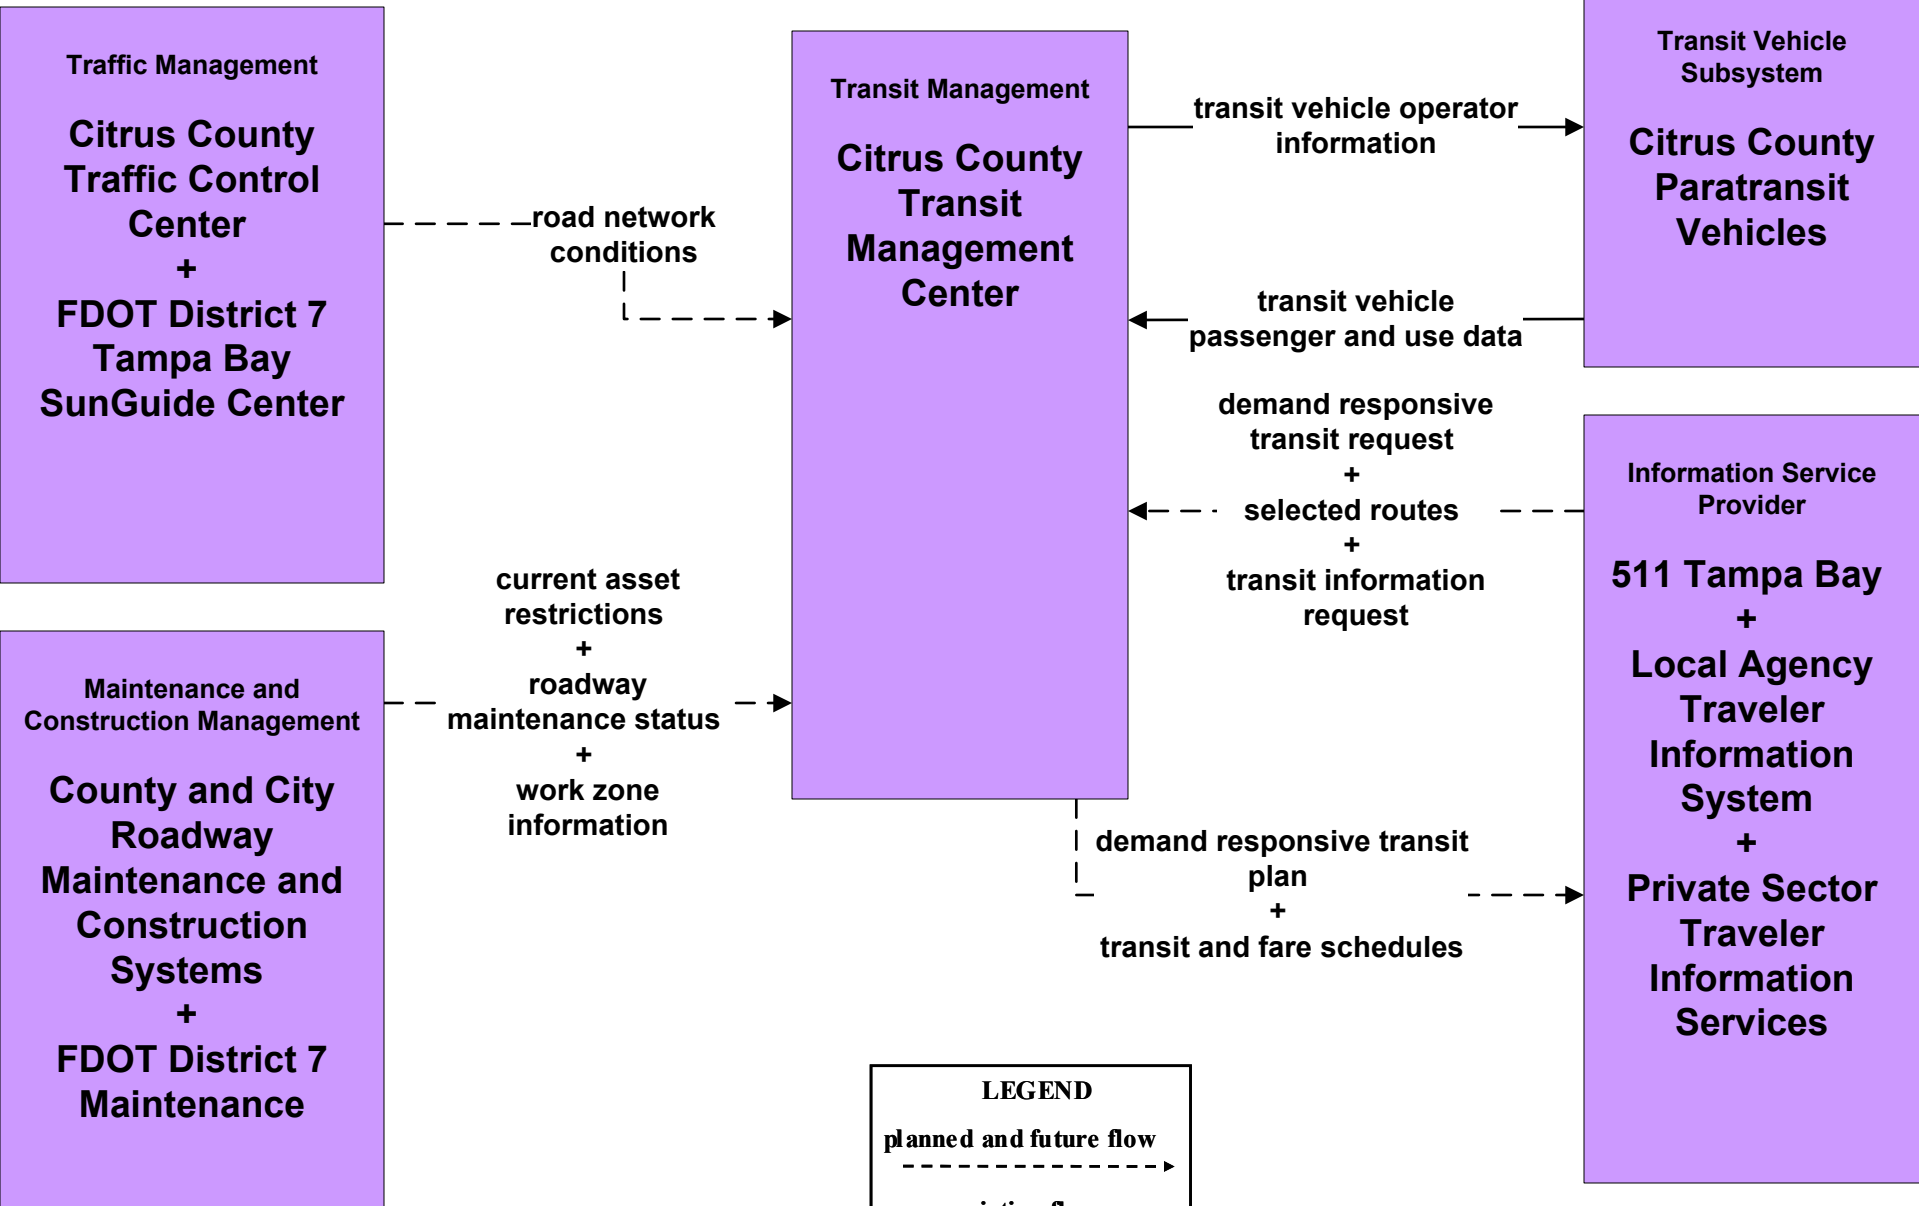 Traffic Management
Citrus County
Traffic Control
Center
+
FDOT District 7
Tampa Bay
SunGuide Center
Maintenance and
Construction Management
County and City
Roadway
Maintenance and
Construction
Systems
+
FDOT District 7
Maintenance
road network
conditions
current asset
restrictions
+
roadway
maintenance status
+
work zone
information
Transit Management
Citrus County
Transit
Management
Center
transit vehicle operator
information
transit vehicle
passenger and use data
demand responsive
transit request
+
selected routes
+
transit information
request
demand responsive transit
plan
+
transit and fare schedules
Transit Vehicle
Subsystem
Citrus County
Paratransit
Vehicles
Information Service
Provider
511 Tampa Bay
+
Local Agency
Traveler
Information
System
+
Private Sector
Traveler
Information
Services
LEGEND
planned and future flow